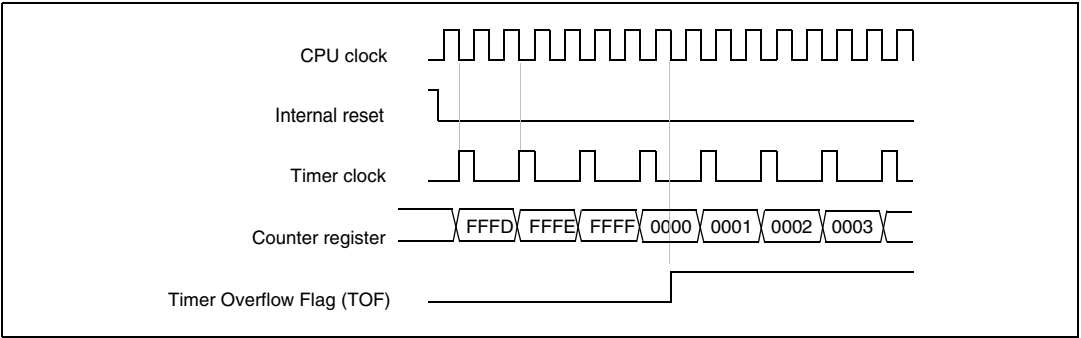 CPU clock
Internal reset
Timer clock
Counter register FFFD FFFE FFFF 0000 0001 0002 0003
Timer Overflow Flag (TOF)